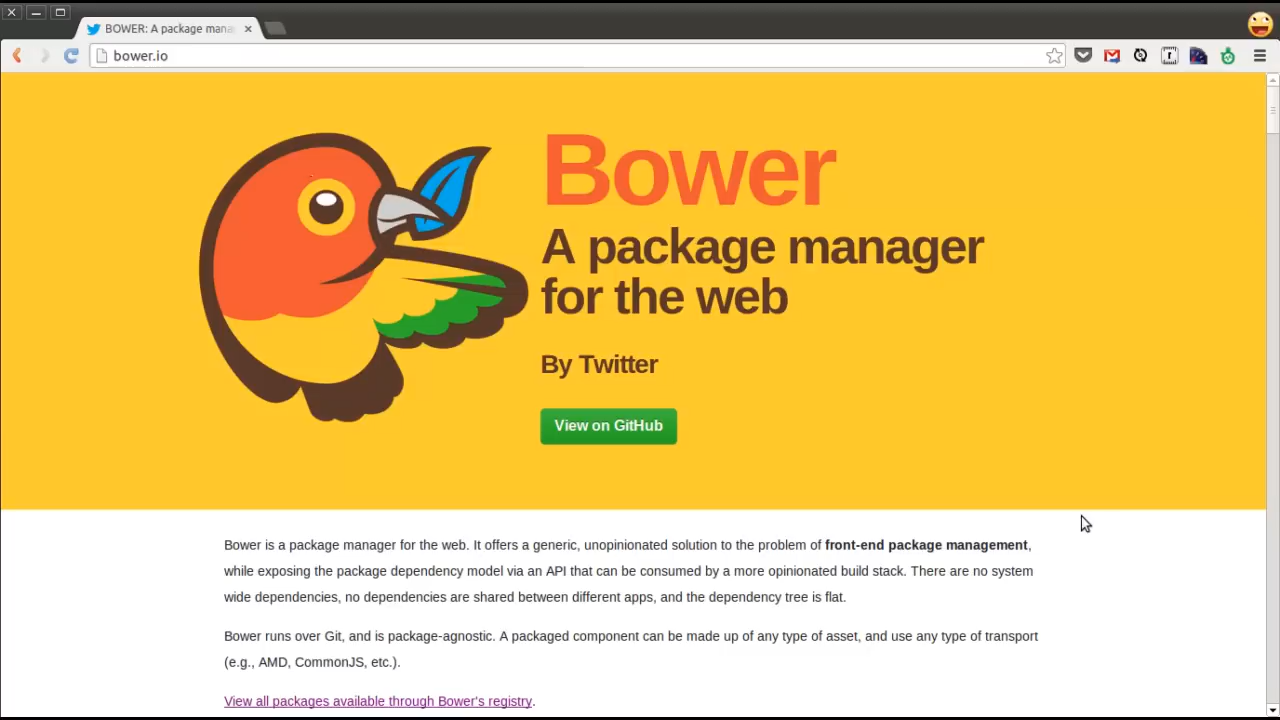 BOWER: A package mana
bower.io
Bower
A package manager
for the web
By Twitter
View on GitHub
Bower is a package manager for the web. It offers a generic, unopinionated solution to the problem of front-end package management,
while exposing the package dependency model via an API that can be consumed by a more opinionated build stack. There are no system
wide dependencies, no dependencies are shared between different apps, and the dependency tree is flat.
Bower runs over Git, and is package-agnostic. A packaged component can be made up of any type of asset, and use any type of transport
(e.g., AMD, CommonJS, etc.).
View all packages available through Bower's registry.